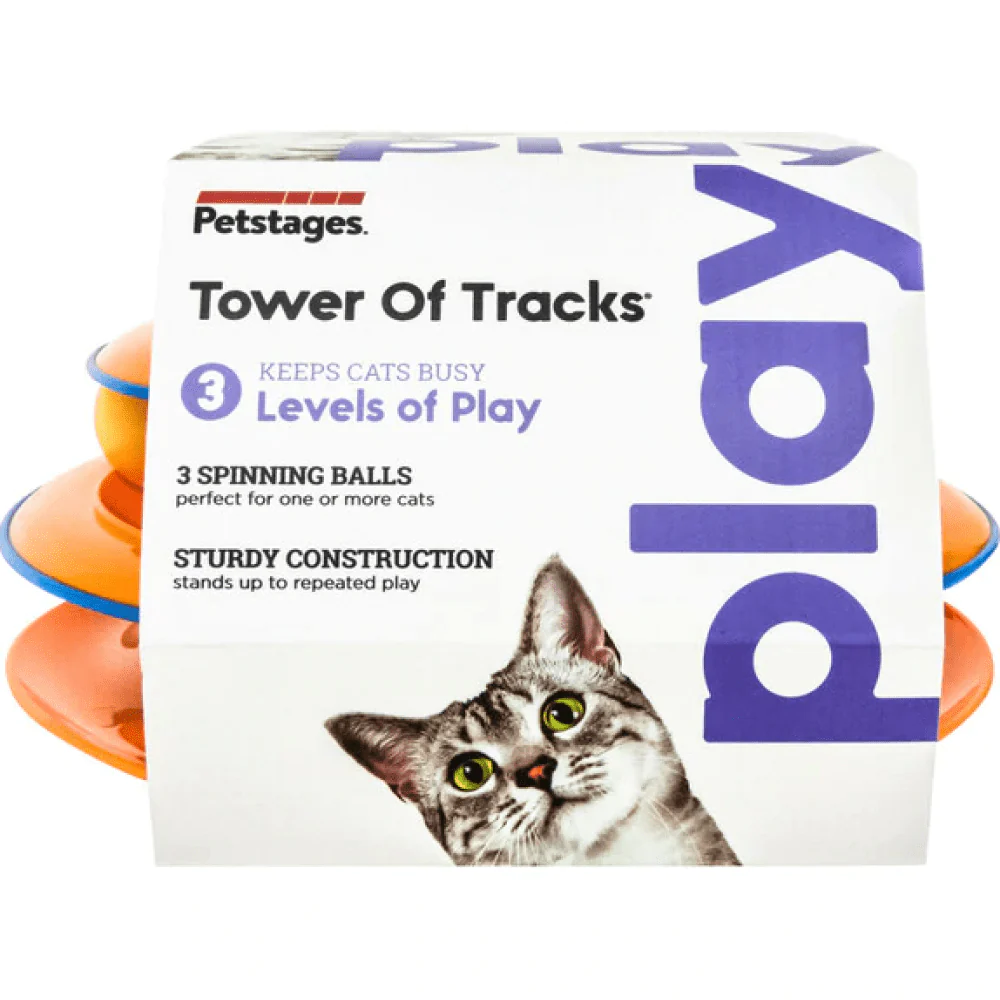 play
Petstages.
Tower Of Tracks
3
KEEPS CATS BUSY
Levels of Play
3 SPINNING BALLS
perfect for one or more cats
STURDY CONSTRUCTION
stands up to repeated play
play